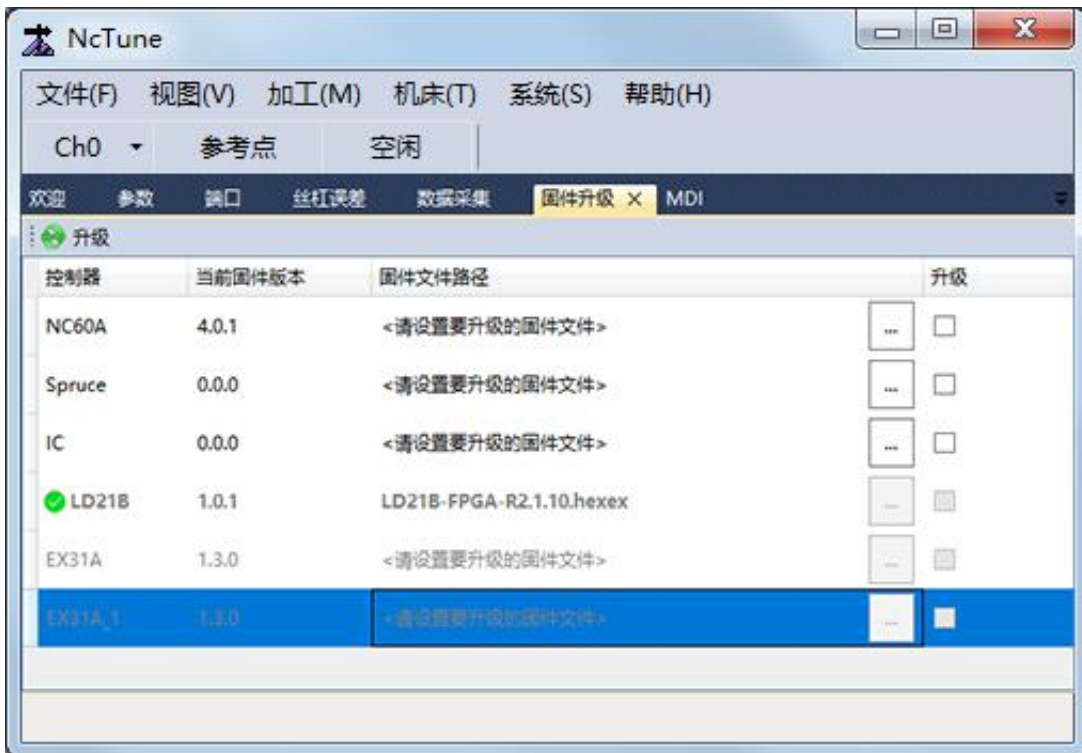 NcTune
文件(F) 视图(V) 加工(M) 机床(T) 系统(S) 帮助(H)
Ch0 参考点 空闲
欢迎 参数 端口 丝杠误差 数据采集 固件升级 MDI
升级
控制器 当前固件版本 固件文件路径 升级
NC60A 4.0.1 <请设置要升级的固件文件> ...
Spruce 0.0.0 <请设置要升级的固件文件> ...
IC 0.0.0 <请设置要升级的固件文件> ...
LD21B 1.0.1 LD21B-FPGA-R2.1.10.hexex ...
EX31A 1.3.0 <请设置要升级的固件文件> ...
EX31A_1 1.3.0 <请设置要升级的固件文件> ...